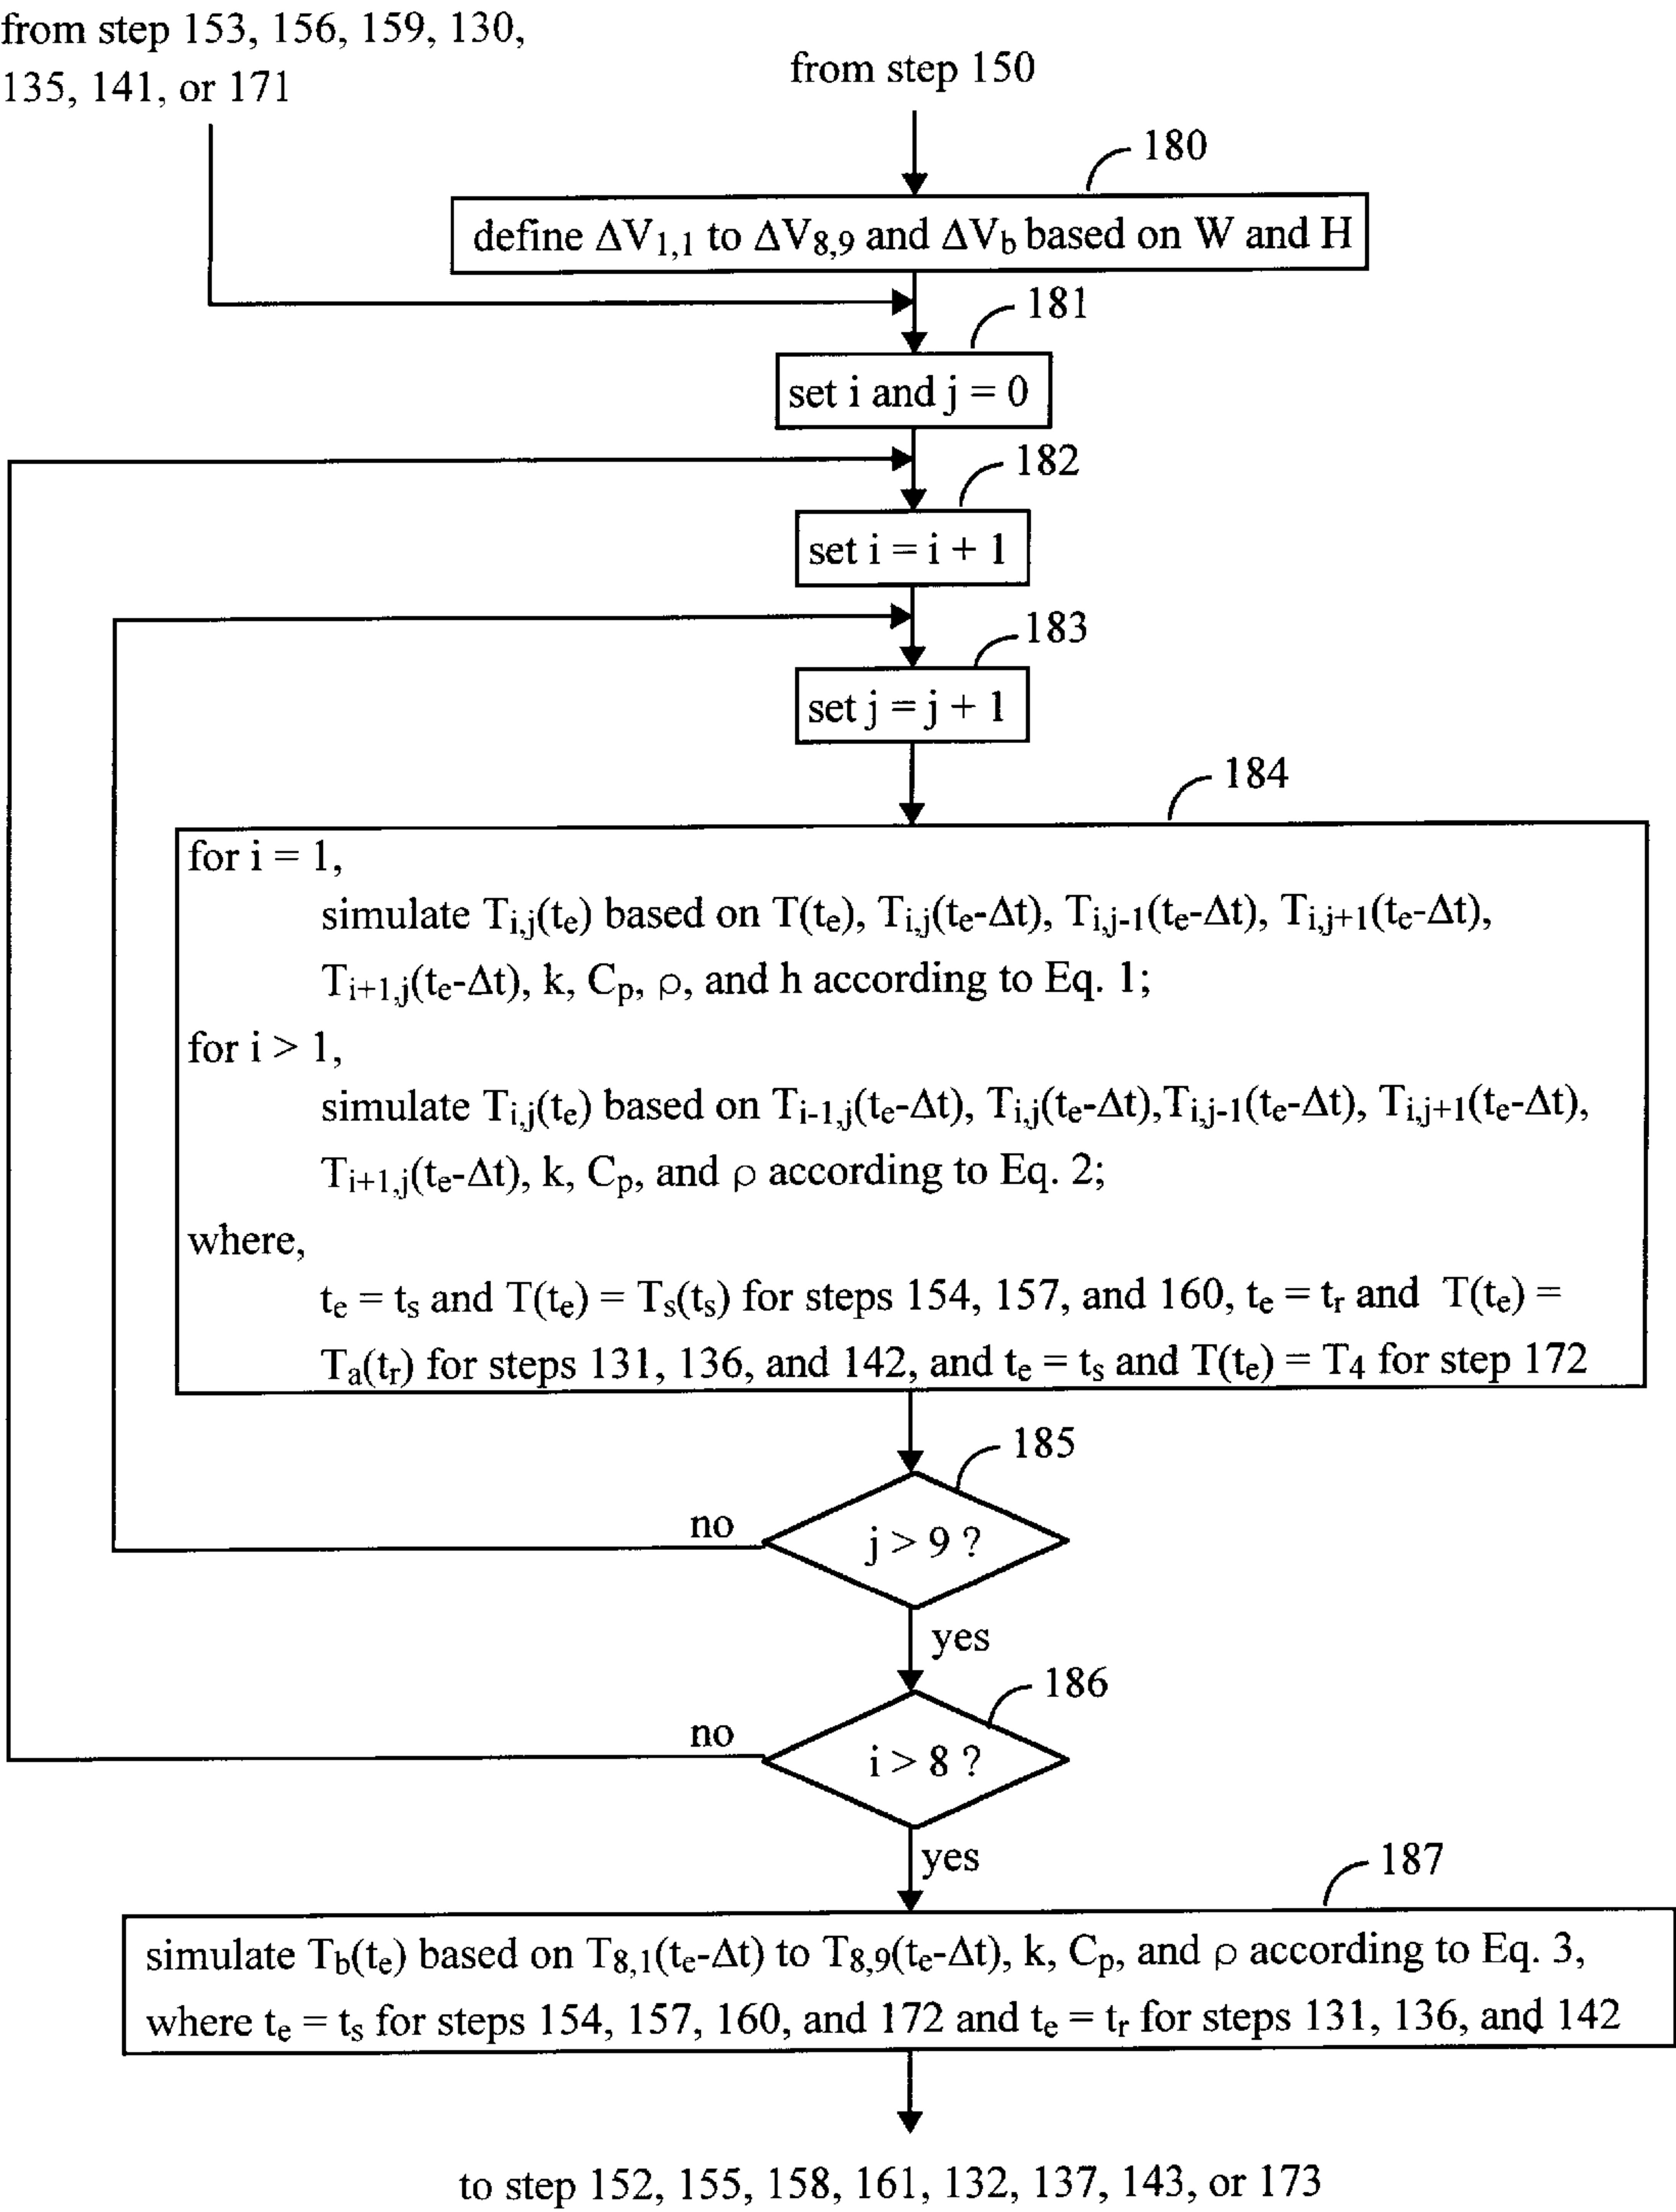 from step 153, 156, 159, 130,
135, 141, or 171
from step 150
180
define ΔV1,1 to ΔV8,9 and ΔVb based on W and H
181
set i and j = 0
182
set i = i + 1
183
set j = j + 1
184
for i = 1,
simulate Ti,j(te) based on T(te), Ti,j(te-Δt), Ti,j-1(te-Δt), Ti,j+1(te-Δt),
Ti+1,j(te-Δt), k, Cp, ρ, and h according to Eq. 1;
for i > 1,
simulate Ti,j(te) based on Ti-1,j(te-Δt), Ti,j(te-Δt),Ti,j-1(te-Δt), Ti,j+1(te-Δt),
Ti+1,j(te-Δt), k, Cp, and ρ according to Eq. 2;
where,
te = ts and T(te) = Ts(ts) for steps 154, 157, and 160, te = tr and T(te) =
Ta(tr) for steps 131, 136, and 142, and te = ts and T(te) = T4 for step 172
185
no
j > 9 ?
yes
186
no
i > 8 ?
yes
187
simulate Tb(te) based on T8,1(te-Δt) to T8,9(te-Δt), k, Cp, and ρ according to Eq. 3,
where te = ts for steps 154, 157, 160, and 172 and te = tr for steps 131, 136, and 142
to step 152, 155, 158, 161, 132, 137, 143, or 173